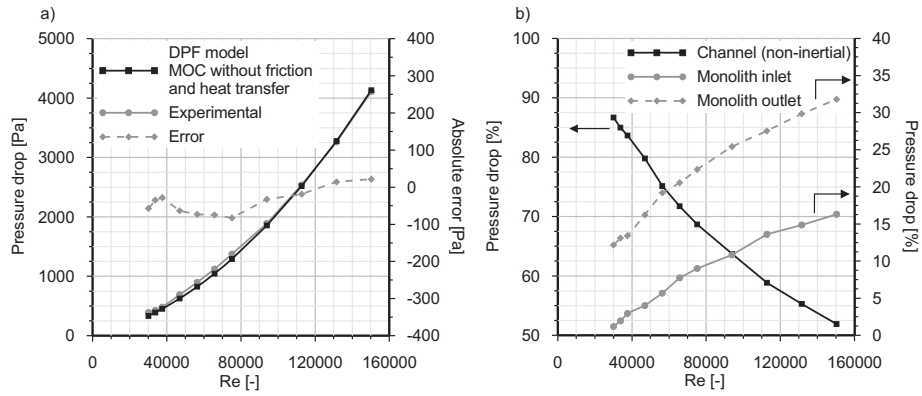 a)
5000
4000
3000
2000
1000
0
Pressure drop [Pa]
DPF model
MOC without friction
and heat transfer
Experimental
Error
400
300
200
100
0
-100
-200
-300
-400
Absolute error
[Pa]
0
40000
80000
120000
160000
Re [-]
b)
100
90
80
70
60
50
Pressure drop [%]
Channel (non-inertial)
Monolith inlet
Monolith outlet
40
35
30
25
20
15
10
5
0
Pressure drop
[%]
0
40000
80000
120000
160000
Re [-]